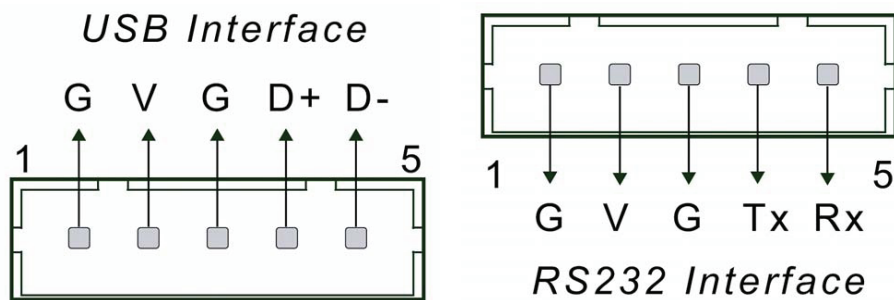 USB Interface
G V G D+ D-
1 5
1 5
G V G Tx Rx
RS232 Interface